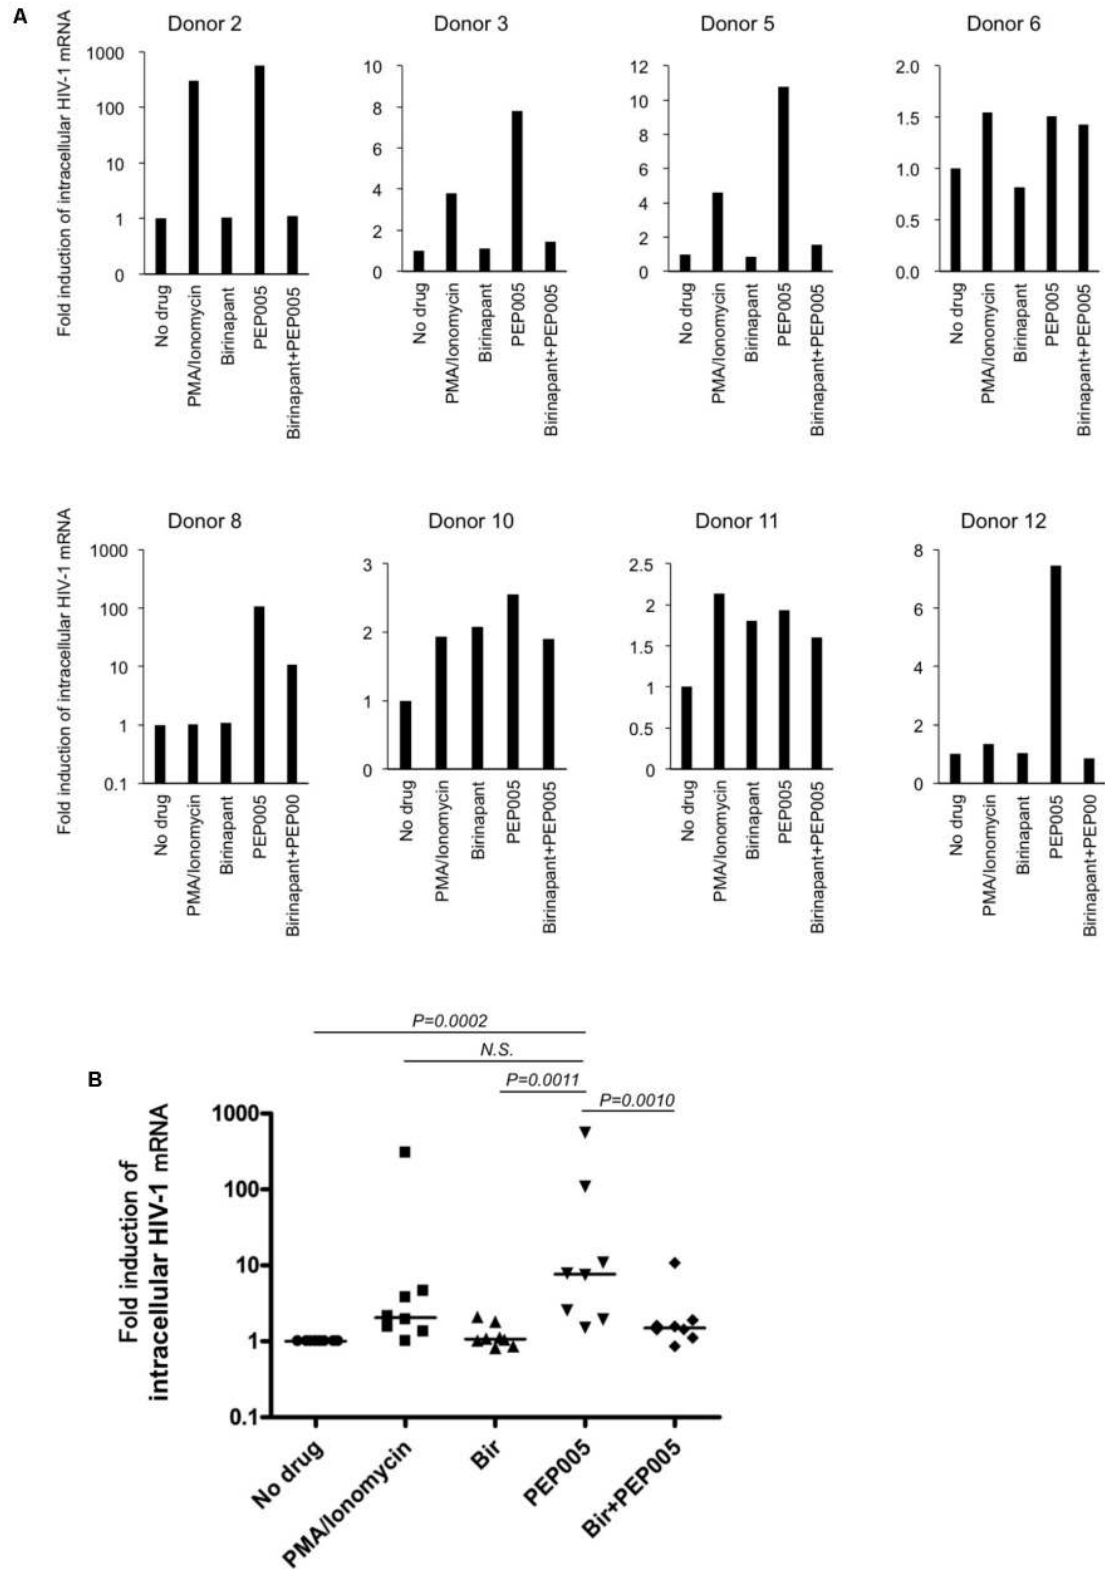 A
Donor 2
Donor 3
Donor 5
Donor 6
Fold induction of intracellular HIV-1 mRNA
1000
100
10
1
0
No drug
PMA/Ionomycin
Birinapant
PEP005
Birinapant+PEP005
10
8
6
4
2
0
No drug
PMA/Ionomycin
Birinapant
PEP005
Birinapant+PEP005
12
10
8
6
4
2
0
No drug
PMA/Ionomycin
Birinapant
PEP005
Birinapant+PEP005
2.0
1.5
1.0
0.5
0.0
No drug
PMA/Ionomycin
Birinapant
PEP005
Birinapant+PEP005
Donor 8
Donor 10
Donor 11
Donor 12
Fold induction of intracellular HIV-1 mRNA
1000
100
10
1
0.1
No drug
PMA/Ionomycin
Birinapant
PEP005
Birinapant+PEP00
3
2
1
0
No drug
PMA/Ionomycin
Birinapant
PEP005
Birinapant+PEP005
2.5
2
1.5
1
0.5
0
No drug
PMA/Ionomycin
Birinapant
PEP005
Birinapant+PEP005
8
6
4
2
0
No drug
PMA/Ionomycin
Birinapant
PEP005
Birinapant+PEP005
P=0.0002
N.S.
P=0.0011
P=0.0010
B
Fold induction of
intracellular HIV-1 mRNA
1000
100
10
1
0.1
No drug
PMA/Ionomycin
Bir
PEP005
Bir+PEP005